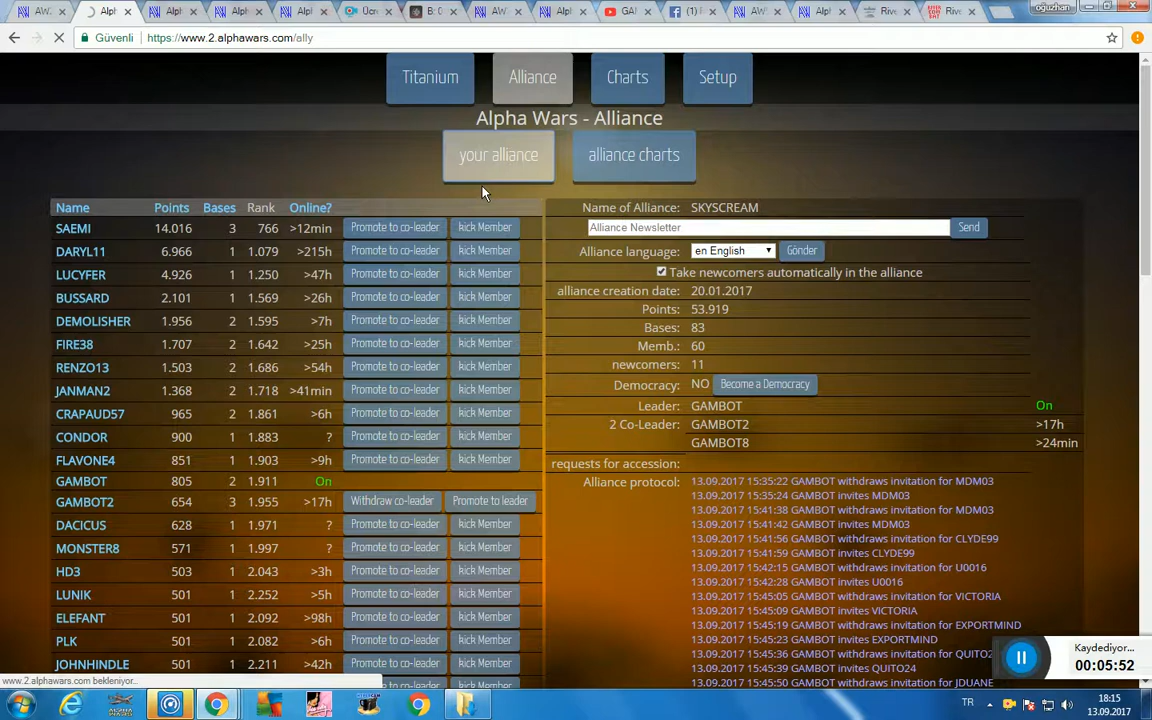 AW
Alph
Alph
Alph
Alph
Ücre
B: C
AW
Alph
GAI
(1) F
AW
Alph
Rive
Rive
oğuzhan
Güvenli
https://www.2.alphawars.com/ally
Titanium
Alliance
Charts
Setup
Alpha Wars - Alliance
your alliance
alliance charts
Name Points Bases Rank Online?
SAEMI 14.016 3 766 >12min Promote to co-leader kick Member
DARYL11 6.966 1 1.079 >215h Promote to co-leader kick Member
LUCYFER 4.926 1 1.250 >47h Promote to co-leader kick Member
BUSSARD 2.101 1 1.569 >26h Promote to co-leader kick Member
DEMOLISHER 1.956 2 1.595 >7h Promote to co-leader kick Member
FIRE38 1.707 2 1.642 >25h Promote to co-leader kick Member
RENZO13 1.503 2 1.686 >54h Promote to co-leader kick Member
JANMAN2 1.368 2 1.718 >41min Promote to co-leader kick Member
CRAPAUD57 965 2 1.861 >6h Promote to co-leader kick Member
CONDOR 900 1 1.883 ? Promote to co-leader kick Member
FLAVONE4 851 1 1.903 >9h Promote to co-leader kick Member
GAMBOT 805 2 1.911 On
GAMBOT2 654 3 1.955 >17h Withdraw co-leader Promote to leader
DACICUS 628 1 1.971 ? Promote to co-leader kick Member
MONSTER8 571 1 1.997 ? Promote to co-leader kick Member
HD3 503 1 2.043 >3h Promote to co-leader kick Member
LUNIK 501 1 2.252 >5h Promote to co-leader kick Member
ELEFANT 501 1 2.092 >98h Promote to co-leader kick Member
PLK 501 1 2.082 >6h Promote to co-leader kick Member
JOHNHINDLE 501 1 2.211 >42h Promote to co-leader kick Member
Name of Alliance: SKYSCREAM
Alliance Newsletter Send
Alliance language: en English Gönder
Take newcomers automatically in the alliance
alliance creation date: 20.01.2017
Points: 53.919
Bases: 83
Memb.: 60
newcomers: 11
Democracy: NO Become a Democracy
Leader: GAMBOT On
2 Co-Leader: GAMBOT2 >17h
GAMBOT8 >24min
requests for accession:
Alliance protocol: 13.09.2017 15:35:22 GAMBOT withdraws invitation for MDM03
13.09.2017 15:35:24 GAMBOT invites MDM03
13.09.2017 15:41:38 GAMBOT withdraws invitation for MDM03
13.09.2017 15:41:42 GAMBOT invites MDM03
13.09.2017 15:41:56 GAMBOT withdraws invitation for CLYDE99
13.09.2017 15:41:59 GAMBOT invites CLYDE99
13.09.2017 15:42:15 GAMBOT withdraws invitation for U0016
13.09.2017 15:42:28 GAMBOT invites U0016
13.09.2017 15:45:05 GAMBOT withdraws invitation for VICTORIA
13.09.2017 15:45:09 GAMBOT invites VICTORIA
13.09.2017 15:45:19 GAMBOT withdraws invitation for EXPORTMIND
13.09.2017 15:45:23 GAMBOT invites EXPORTMIND
13.09.2017 15:45:36 GAMBOT withdraws invitation for QUITO2
13.09.2017 15:45:39 GAMBOT invites QUITO24
13.09.2017 15:45:50 GAMBOT withdraws invitation for JDUANE
Kaydediyor...
00:05:52
www.2.alphawars.com bekleniyor...
TR
18:15
13.09.2017